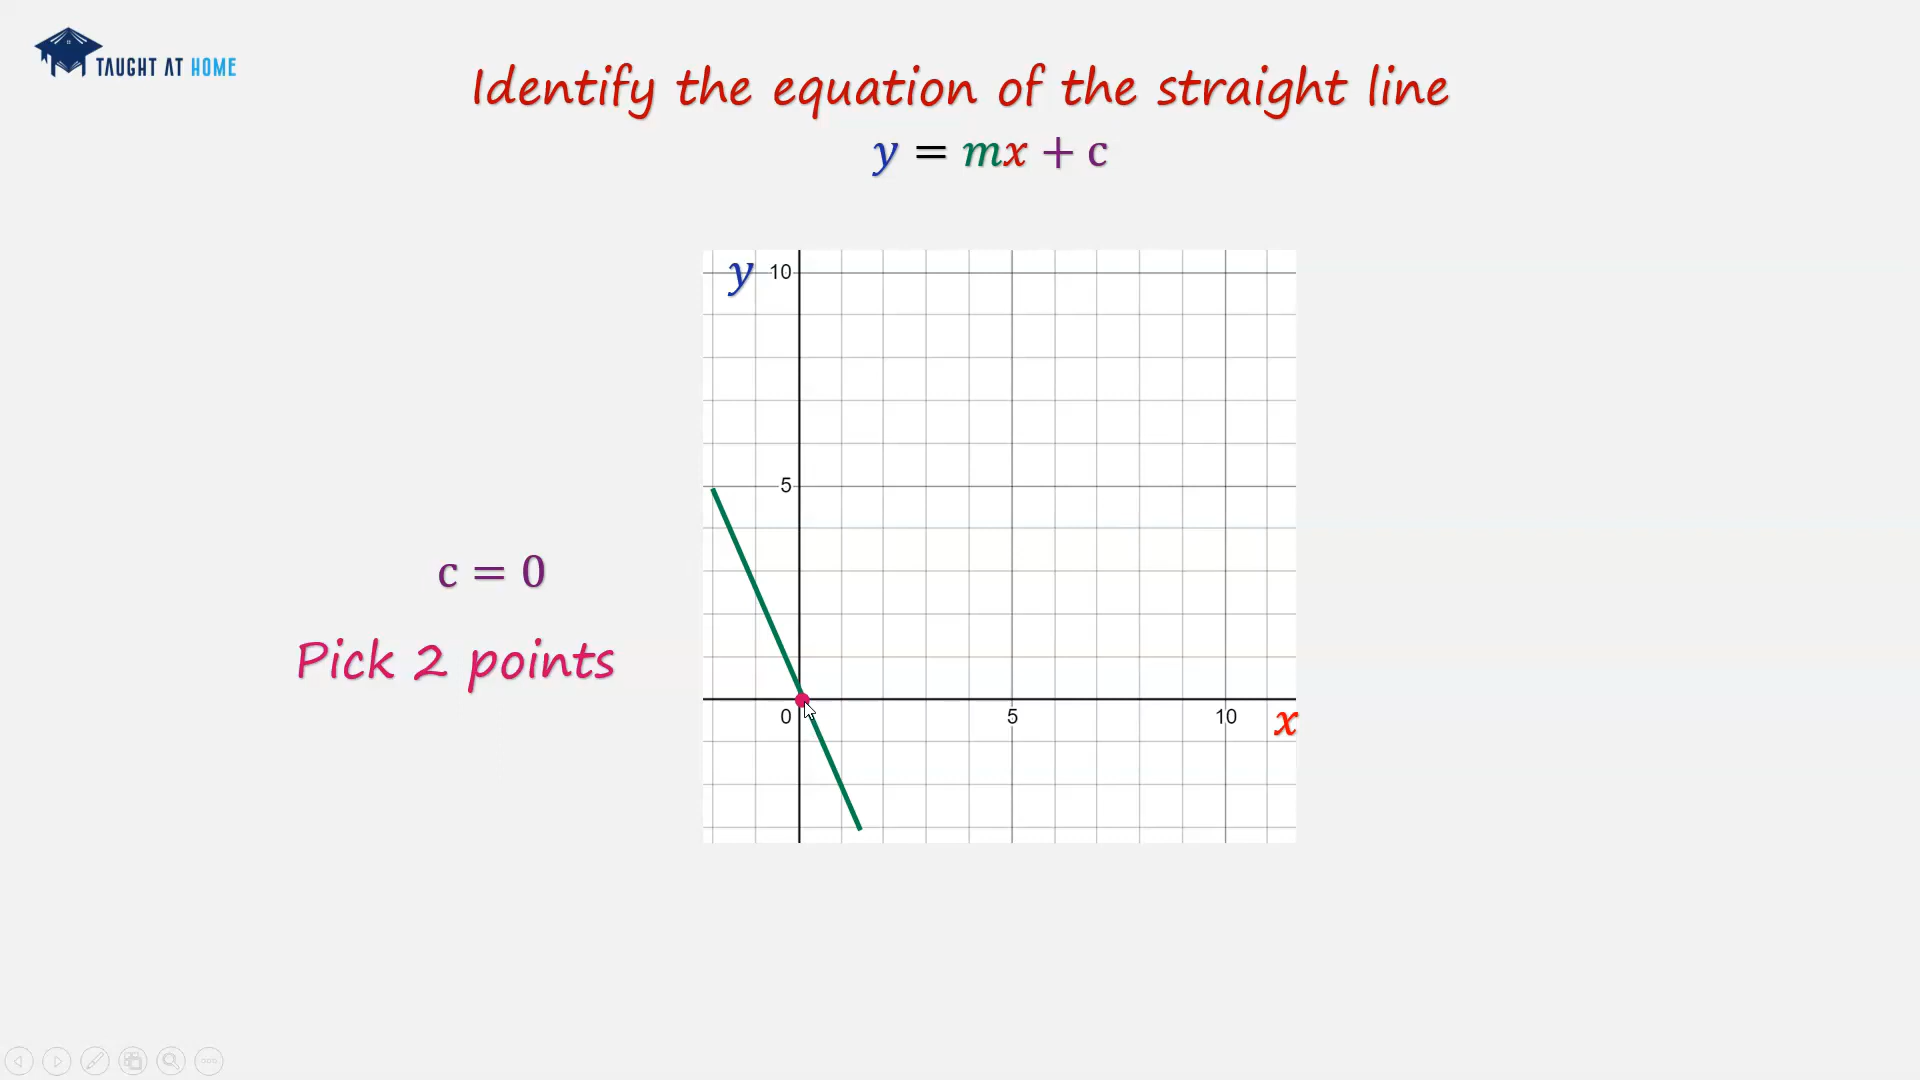 TAUGHT AT HOME
Identify the equation of the straight line
y = mx + c
y
10
5
c = 0
Pick 2 points
0
5
10
x